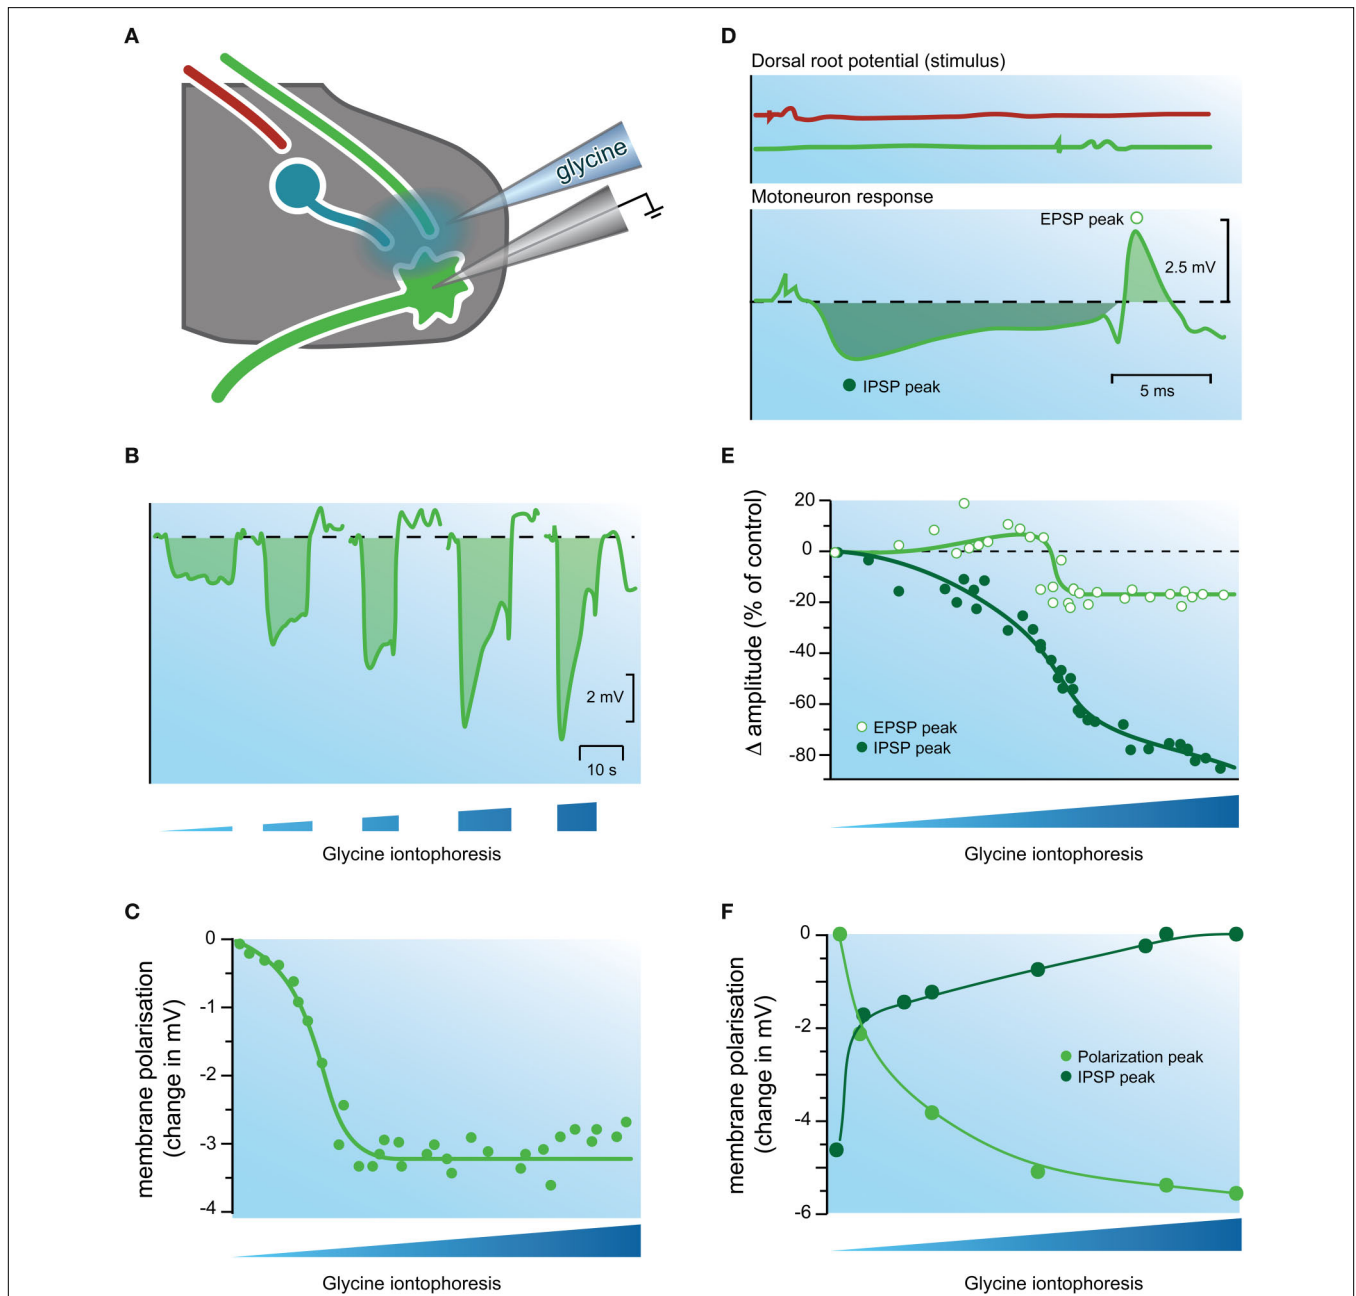 A
glycine
D
Dorsal root potential (stimulus)
Motoneuron response
EPSP peak
2.5 mV
IPSP peak
5 ms
B
2 mV
10 s
Glycine iontophoresis
E
Δ amplitude (% of control)
20
0
-20
-40
-60
-80
EPSP peak
IPSP peak
Glycine iontophoresis
C
membrane polarisation
(change in mV)
0
-1
-2
-3
-4
Glycine iontophoresis
F
membrane polarisation
(change in mV)
0
-2
-4
-6
Polarization peak
IPSP peak
Glycine iontophoresis